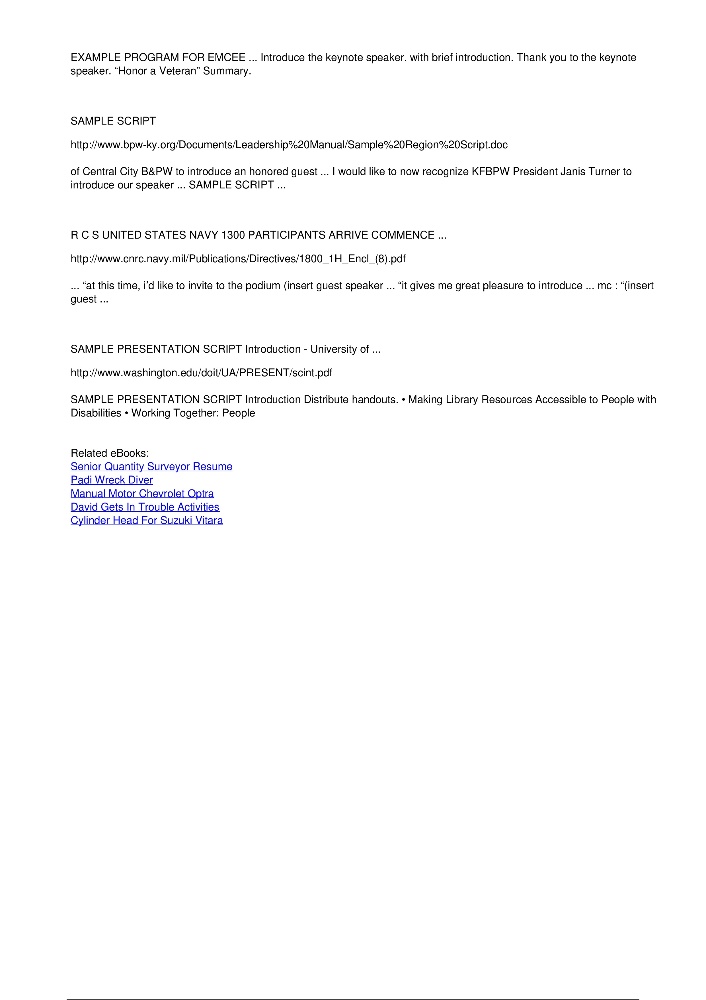 EXAMPLE PROGRAM FOR EMCEE ... Introduce the keynote speaker, with brief introduction. Thank you to the keynote
speaker. “Honor a Veteran” Summary.
SAMPLE SCRIPT
http://www.bpw-ky.org/Documents/Leadership%20Manual/Sample%20Region%20Script.doc
of Central City B&PW to introduce an honored guest ... I would like to now recognize KFBPW President Janis Turner to
introduce our speaker ... SAMPLE SCRIPT ...
R C S UNITED STATES NAVY 1300 PARTICIPANTS ARRIVE COMMENCE ...
http://www.cnrc.navy.mil/Publications/Directives/1800_1H_Encl_(8).pdf
... “at this time, i’d like to invite to the podium (insert guest speaker ... “it gives me great pleasure to introduce ... mc : “(insert
guest ...
SAMPLE PRESENTATION SCRIPT Introduction - University of ...
http://www.washington.edu/doit/UA/PRESENT/scint.pdf
SAMPLE PRESENTATION SCRIPT Introduction Distribute handouts. • Making Library Resources Accessible to People with
Disabilities • Working Together: People
Related eBooks:
Senior Quantity Surveyor Resume
Padi Wreck Diver
Manual Motor Chevrolet Optra
David Gets In Trouble Activities
Cylinder Head For Suzuki Vitara